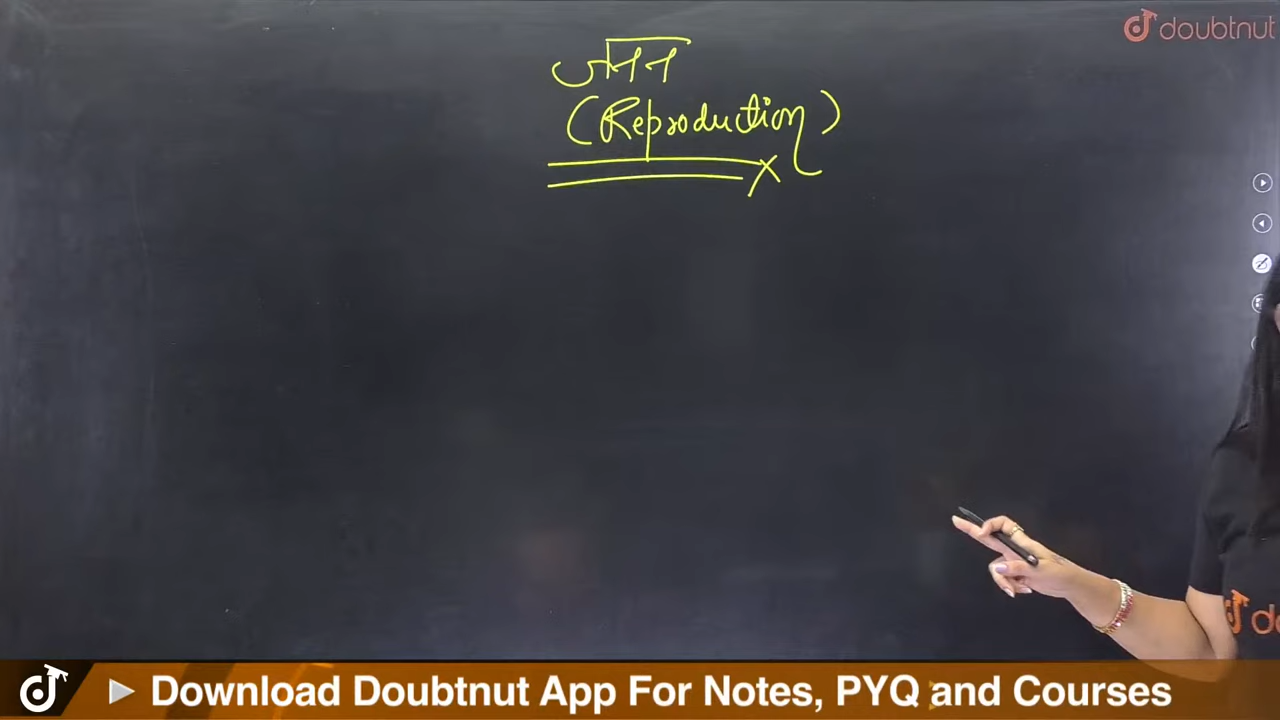 doubtnut
जनन
(Reproduction)
Download Doubtnut App For Notes, PYQ and Courses